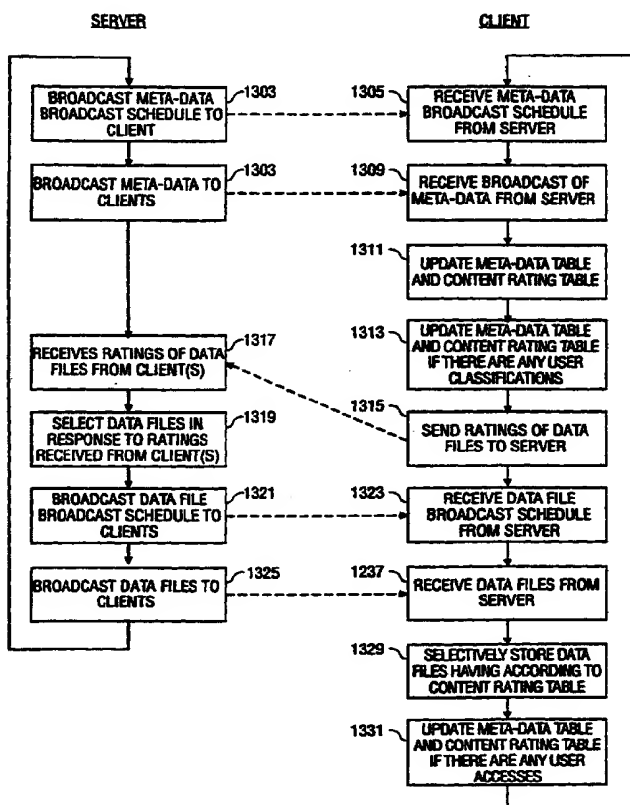 SERVER
CLIENT
BROADCAST META-DATA
BROADCAST SCHEDULE TO
CLIENT
1303
1305
RECEIVE META-DATA
BROADCAST SCHEDULE
FROM SERVER
BROADCAST META-DATA TO
CLIENTS
1303
1309
RECEIVE BROADCAST OF
META-DATA FROM SERVER
1311
UPDATE META-DATA TABLE
AND CONTENT RATING TABLE
1313
UPDATE META-DATA TABLE
AND CONTENT RATING TABLE
IF THERE ARE ANY USER
CLASSIFICATIONS
RECEIVES RATINGS OF DATA
FILES FROM CLIENT(S)
1317
1315
SEND RATINGS OF DATA
FILES TO SERVER
SELECT DATA FILES IN
RESPONSE TO RATINGS
RECEIVED FROM CLIENT(S)
1319
BROADCAST DATA FILE
BROADCAST SCHEDULE TO
CLIENTS
1321
1323
RECEIVE DATA FILE
BROADCAST SCHEDULE
FROM SERVER
BROADCAST DATA FILES TO
CLIENTS
1325
1237
RECEIVE DATA FILES FROM
SERVER
1329
SELECTIVELY STORE DATA
FILES HAVING ACCORDING TO
CONTENT RATING TABLE
1331
UPDATE META-DATA TABLE
AND CONTENT RATING TABLE
IF THERE ARE ANY USER
ACCESSES